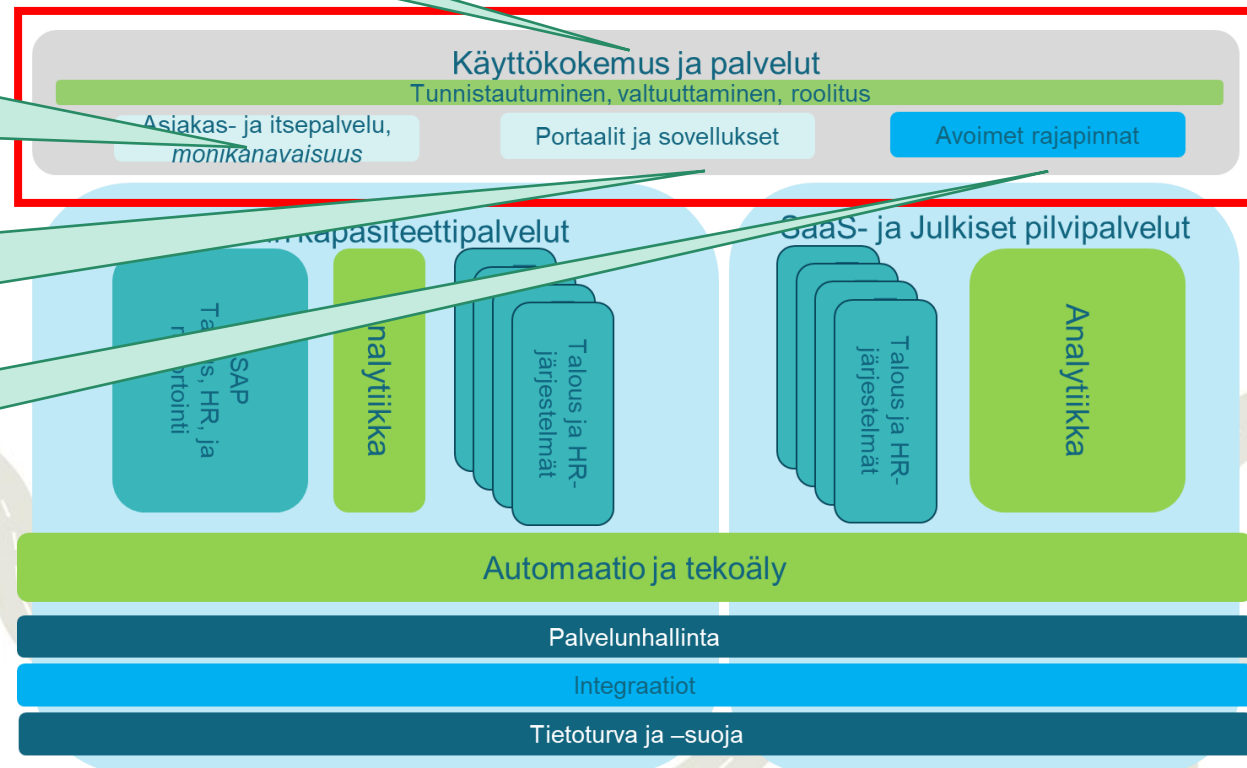 Käyttökokemus ja palvelut
Tunnistautuminen, valtuuttaminen, roolitus
Asiakas- ja itsepalvelu,
monikanavaisuus
Portaalit ja sovellukset
Avoimet rajapinnat
kapasiteettipalvelut
SaaS- ja Julkiset pilvipalvelut
SAP
HR, ja
Analytiikka
Talous ja HR-
järjestelmät
Talous ja HR-
järjestelmät
Analytiikka
Automaatio ja tekoäly
Palvelunhallinta
Integraatiot
Tietoturva ja –suoja